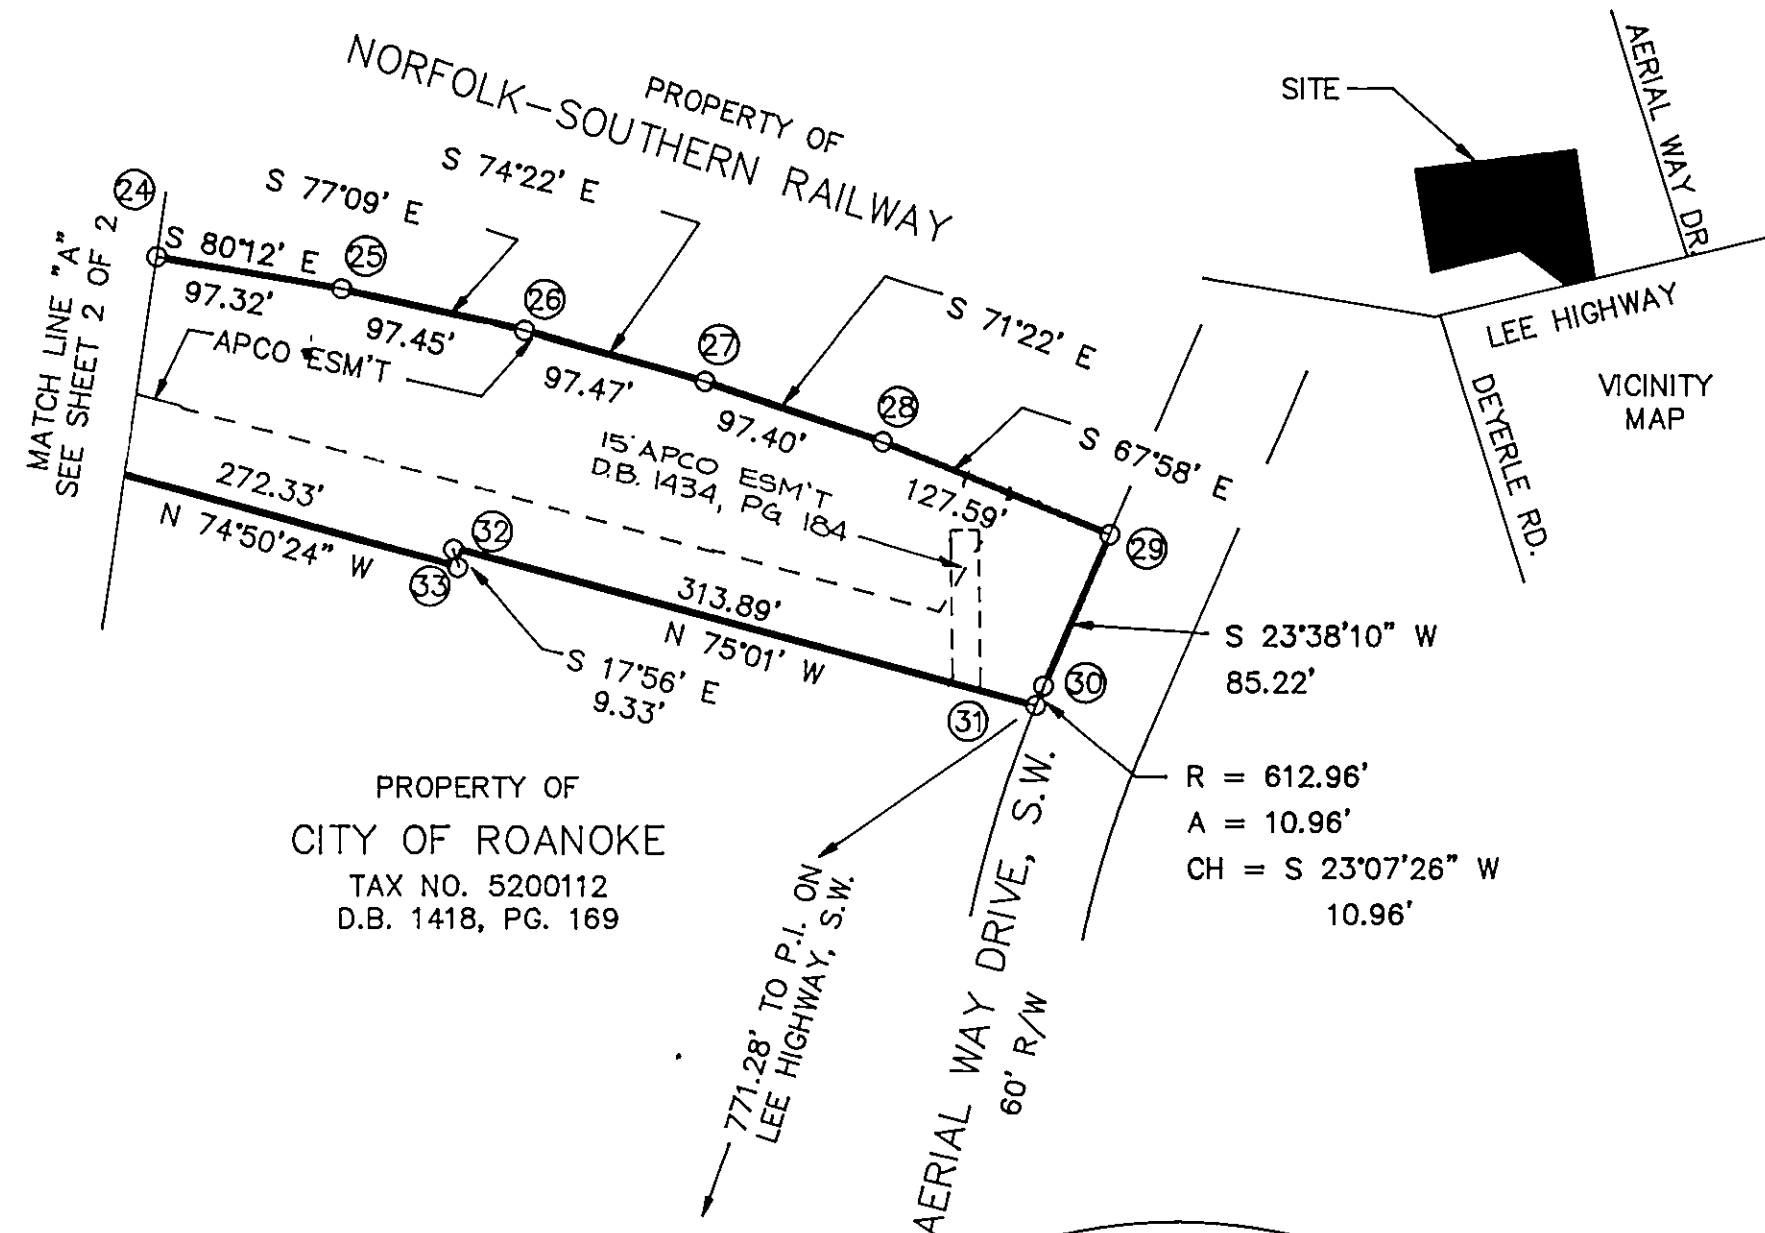 PROPERTY OF
NORFOLK-SOUTHERN RAILWAY
SITE
AERIAL WAY DR.
LEE HIGHWAY
DEYERLE RD.
VICINITY
MAP
MATCH LINE "A"
SEE SHEET 2 OF 2
24
S 80°12' E
97.32'
25
S 77°09' E
97.45'
26
S 74°22' E
97.47'
27
S 71°22' E
97.40'
28
S 67°58' E
127.59'
29
APCO ESM'T
15' APCO ESM'T
D.B. 1434, PG 184
272.33'
N 74°50'24" W
32
33
313.89'
N 75°01' W
S 17°56' E
9.33'
S 23°38'10" W
85.22'
30
31
R = 612.96'
A = 10.96'
CH = S 23°07'26" W
10.96'
PROPERTY OF
CITY OF ROANOKE
TAX NO. 5200112
D.B. 1418, PG. 169
771.28' TO P.I. ON
LEE HIGHWAY, S.W.
AERIAL WAY DRIVE, S.W.
60' R/W